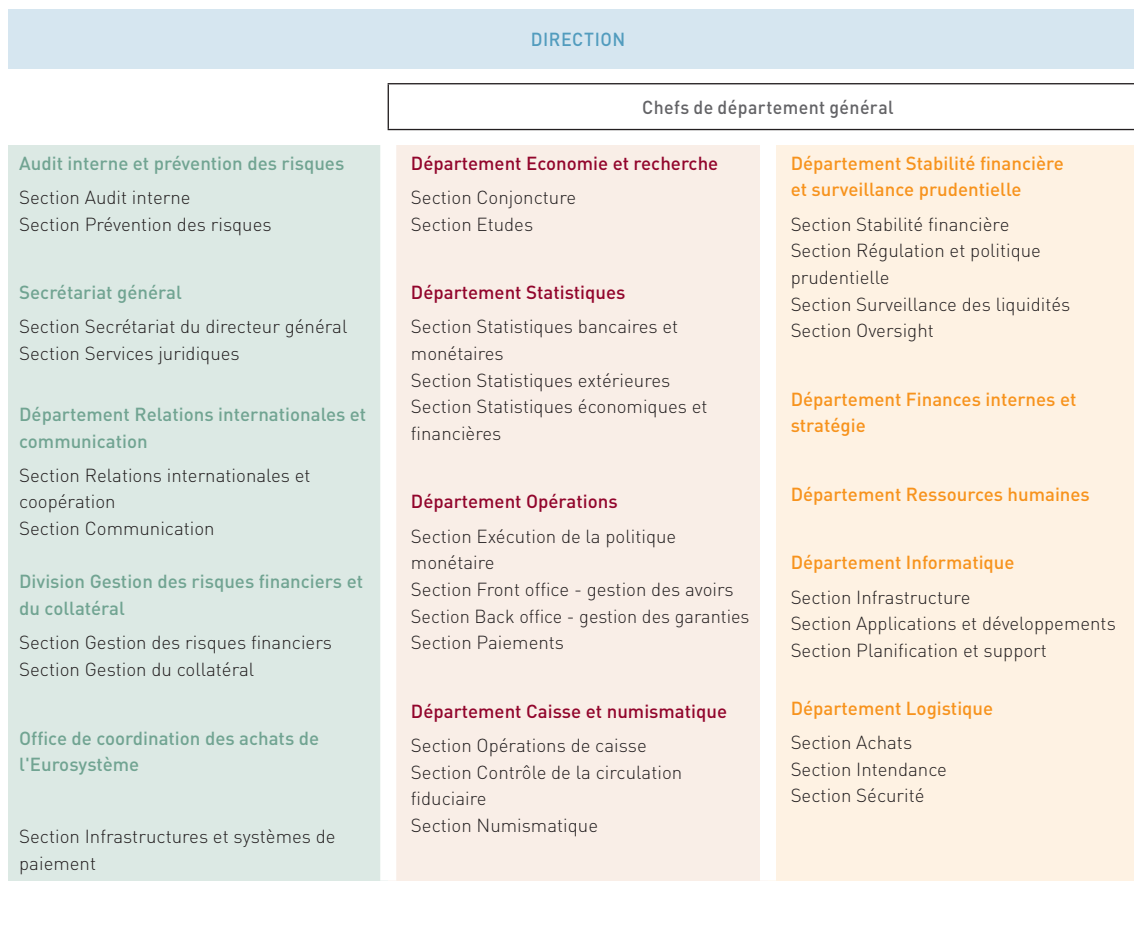 DIRECTION
Chefs de département général
Audit interne et prévention des risques
Section Audit interne
Section Prévention des risques
Secrétariat général
Section Secrétariat du directeur général
Section Services juridiques
Département Relations internationales et
communication
Section Relations internationales et
coopération
Section Communication
Division Gestion des risques financiers et
du collatéral
Section Gestion des risques financiers
Section Gestion du collatéral
Office de coordination des achats de
l'Eurosystème
Section Infrastructures et systèmes de
paiement
Département Economie et recherche
Section Conjoncture
Section Etudes
Département Statistiques
Section Statistiques bancaires et
monétaires
Section Statistiques extérieures
Section Statistiques économiques et
financières
Département Opérations
Section Exécution de la politique
monétaire
Section Front office - gestion des avoirs
Section Back office - gestion des garanties
Section Paiements
Département Caisse et numismatique
Section Opérations de caisse
Section Contrôle de la circulation
fiduciaire
Section Numismatique
Département Stabilité financière
et surveillance prudentielle
Section Stabilité financière
Section Régulation et politique
prudentielle
Section Surveillance des liquidités
Section Oversight
Département Finances internes et
stratégie
Département Ressources humaines
Département Informatique
Section Infrastructure
Section Applications et développements
Section Planification et support
Département Logistique
Section Achats
Section Intendance
Section Sécurité